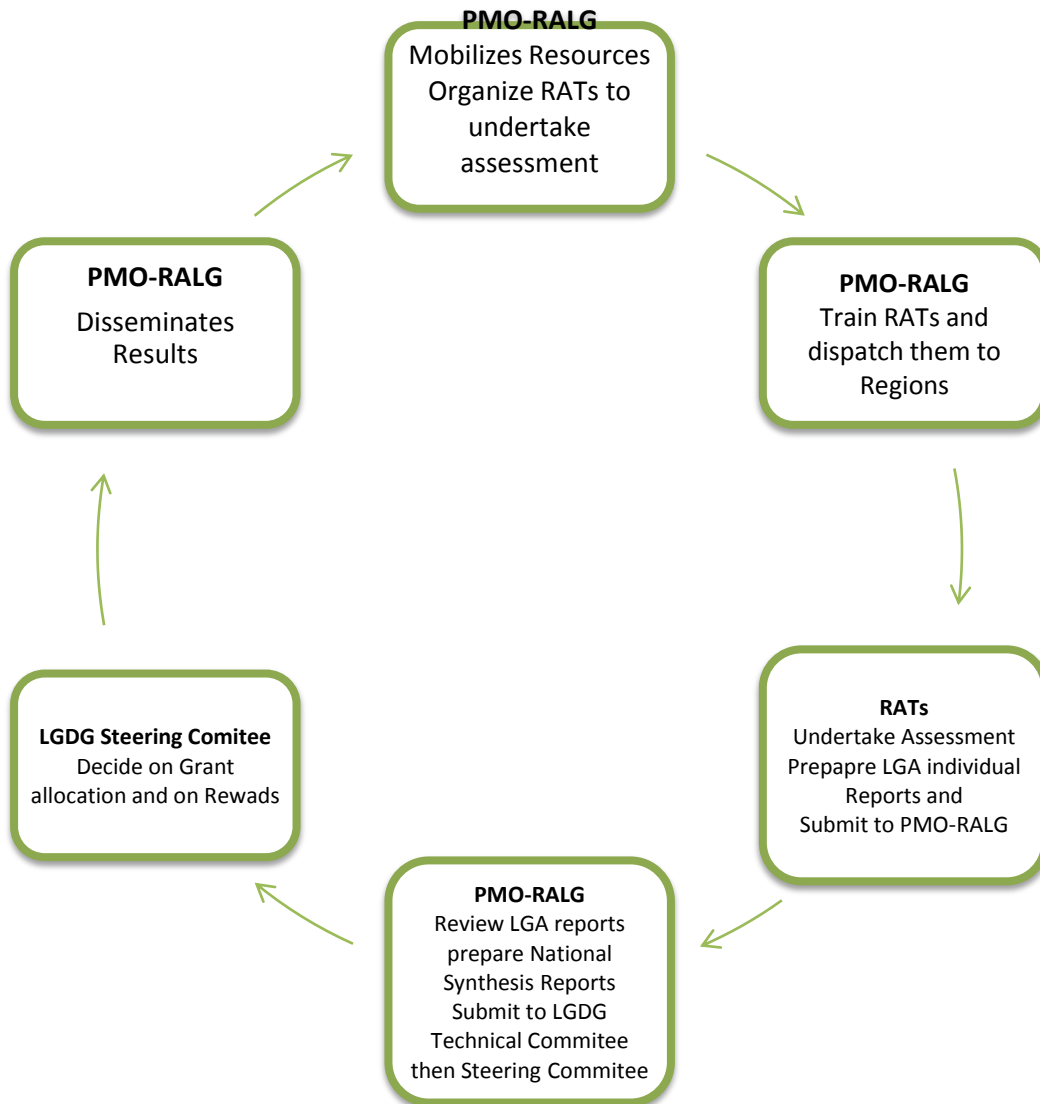 PMO-RALG
Mobilizes Resources
Organize RATs to
undertake
assessment
PMO-RALG
Train RATs and
dispatch them to
Regions
RATs
Undertake Assessment
Prepapre LGA individual
Reports and
Submit to PMO-RALG
PMO-RALG
Review LGA reports
prepare National
Synthesis Reports
Submit to LGDG
Technical Commitee
then Steering Commitee
LGDG Steering Comitee
Decide on Grant
allocation and on Rewads
PMO-RALG
Disseminates
Results